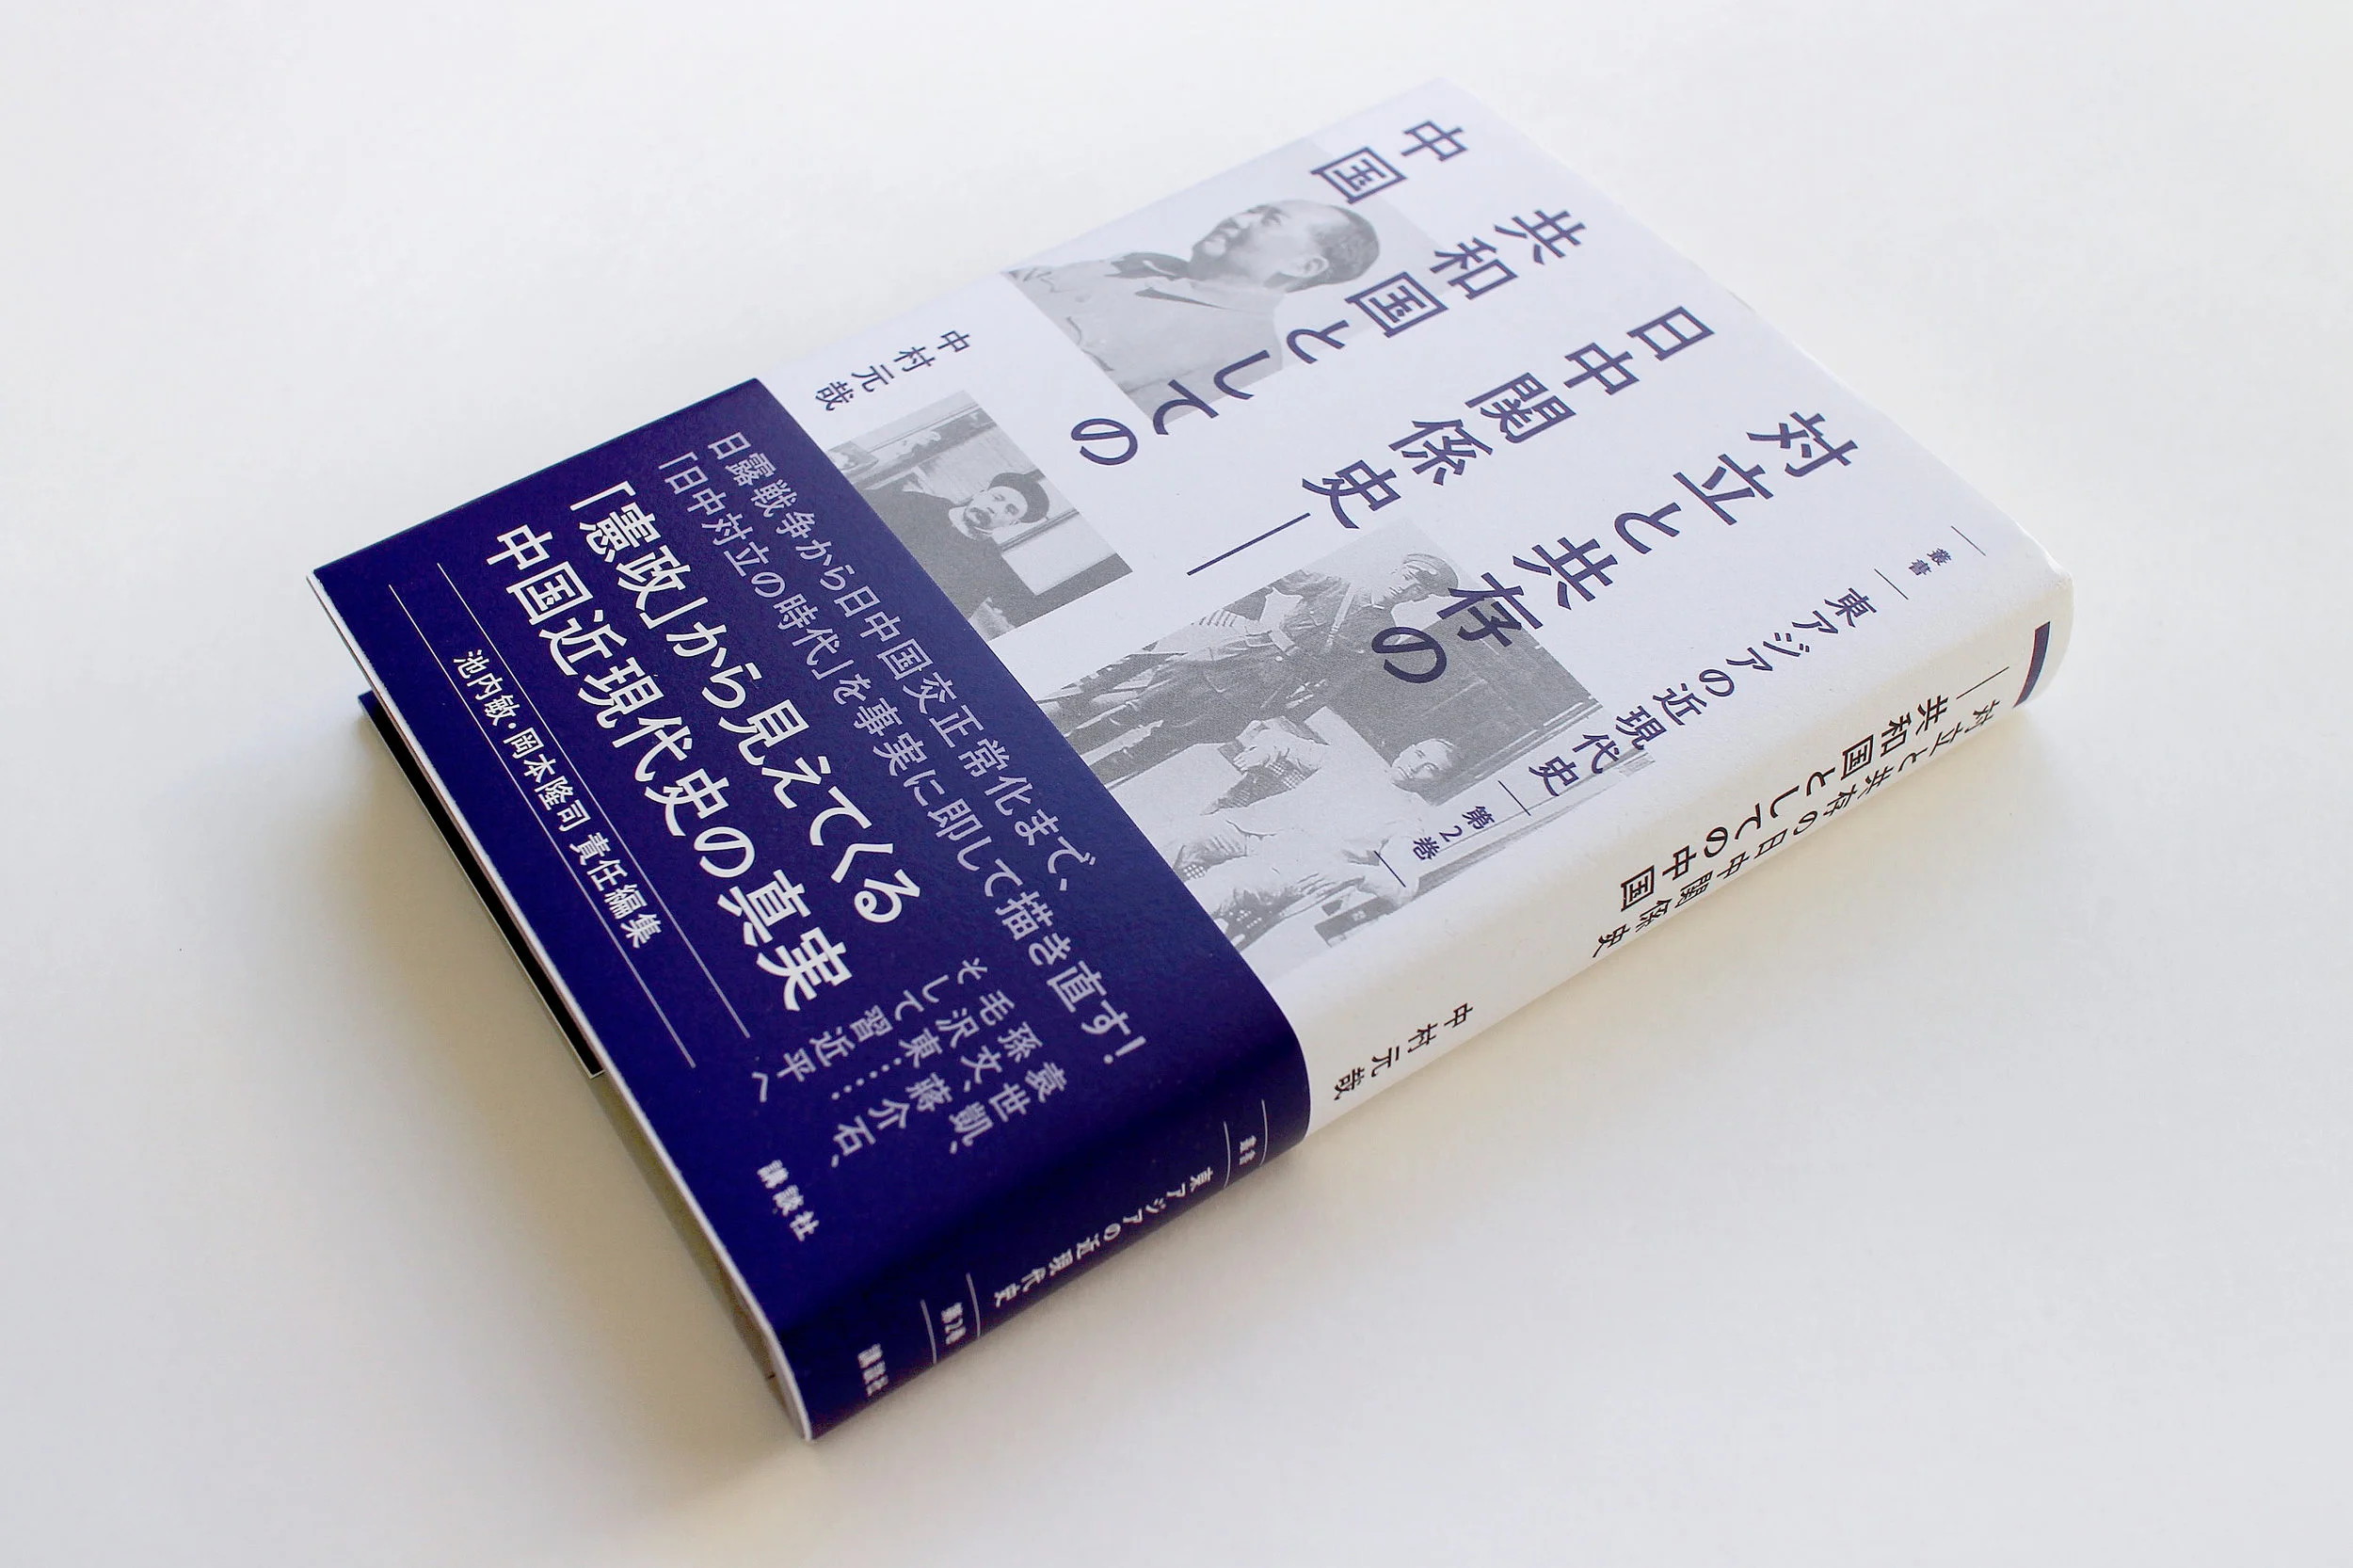 叢書
東アジアの近現代史
第2巻
対立と共存の
日中関係史──
共和国としての
中国
中村元哉
日露戦争から日中国交正常化まで、
「日中対立の時代」を事実に即して描き直す!
「憲政」から見えてくる
中国近現代史の真実
袁世凱、
孫文、蔣介石、
毛沢東……
そして習近平へ
池内敏・岡本隆司 責任編集
講談社
対立と共存の日中関係史
共和国としての中国
中村元哉
叢書
東アジアの近現代史
第2巻
講談社